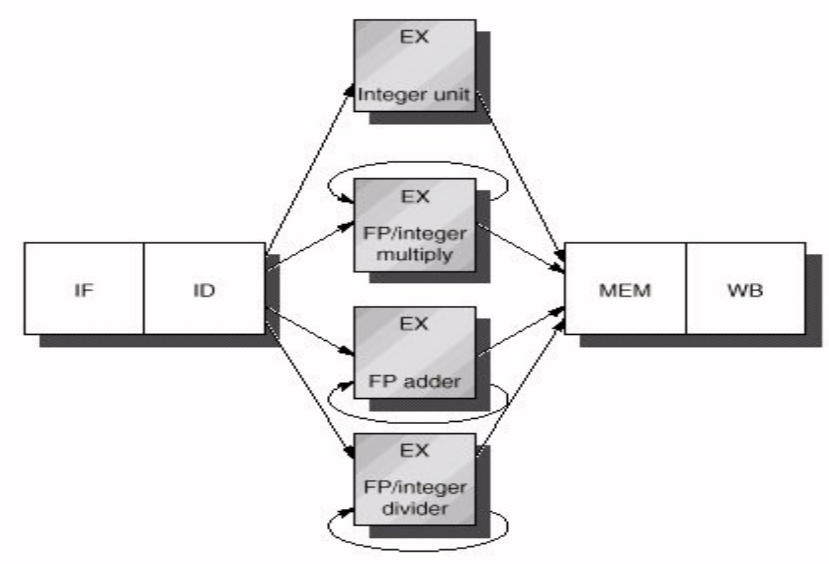 EX
Integer unit
EX
FP/integer
multiply
IF
ID
MEM
WB
EX
FP adder
EX
FP/integer
divider